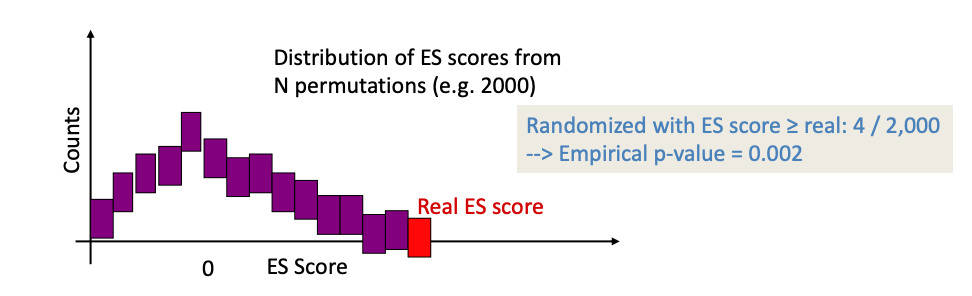 Distribution of ES scores from
N permutations (e.g. 2000)
Counts
Randomized with ES score ≥ real: 4 / 2,000
--> Empirical p-value = 0.002
Real ES score
0
ES Score